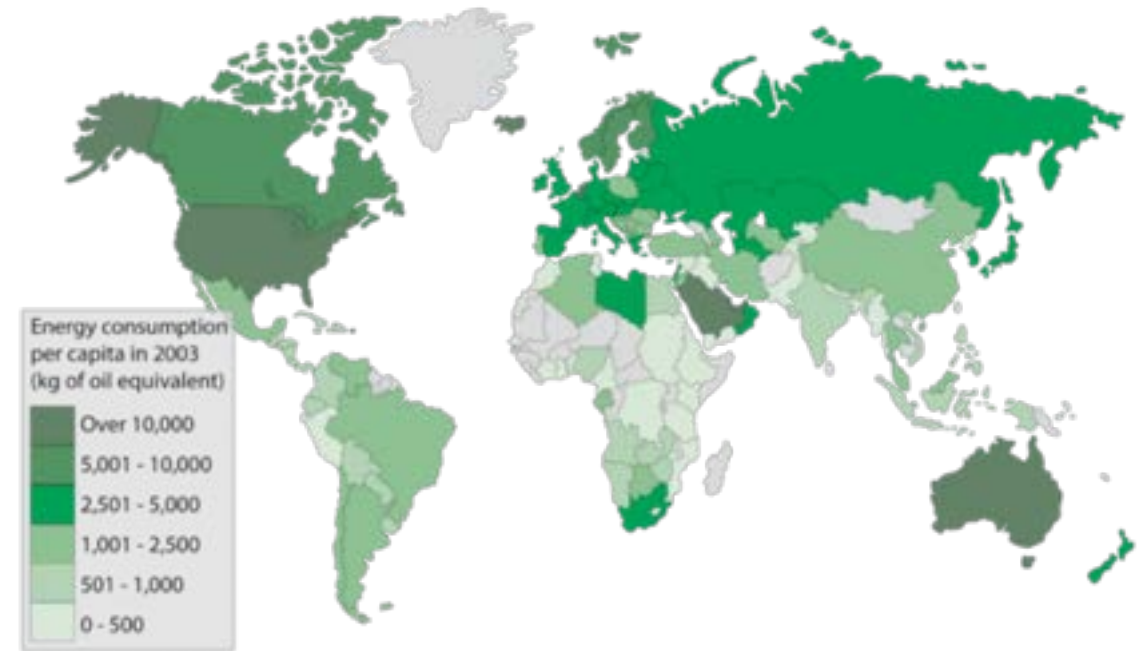 Energy consumption
per capita in 2003
(kg of oil equivalent)
Over 10,000
5,001 - 10,000
2,501 - 5,000
1,001 - 2,500
501 - 1,000
0 - 500